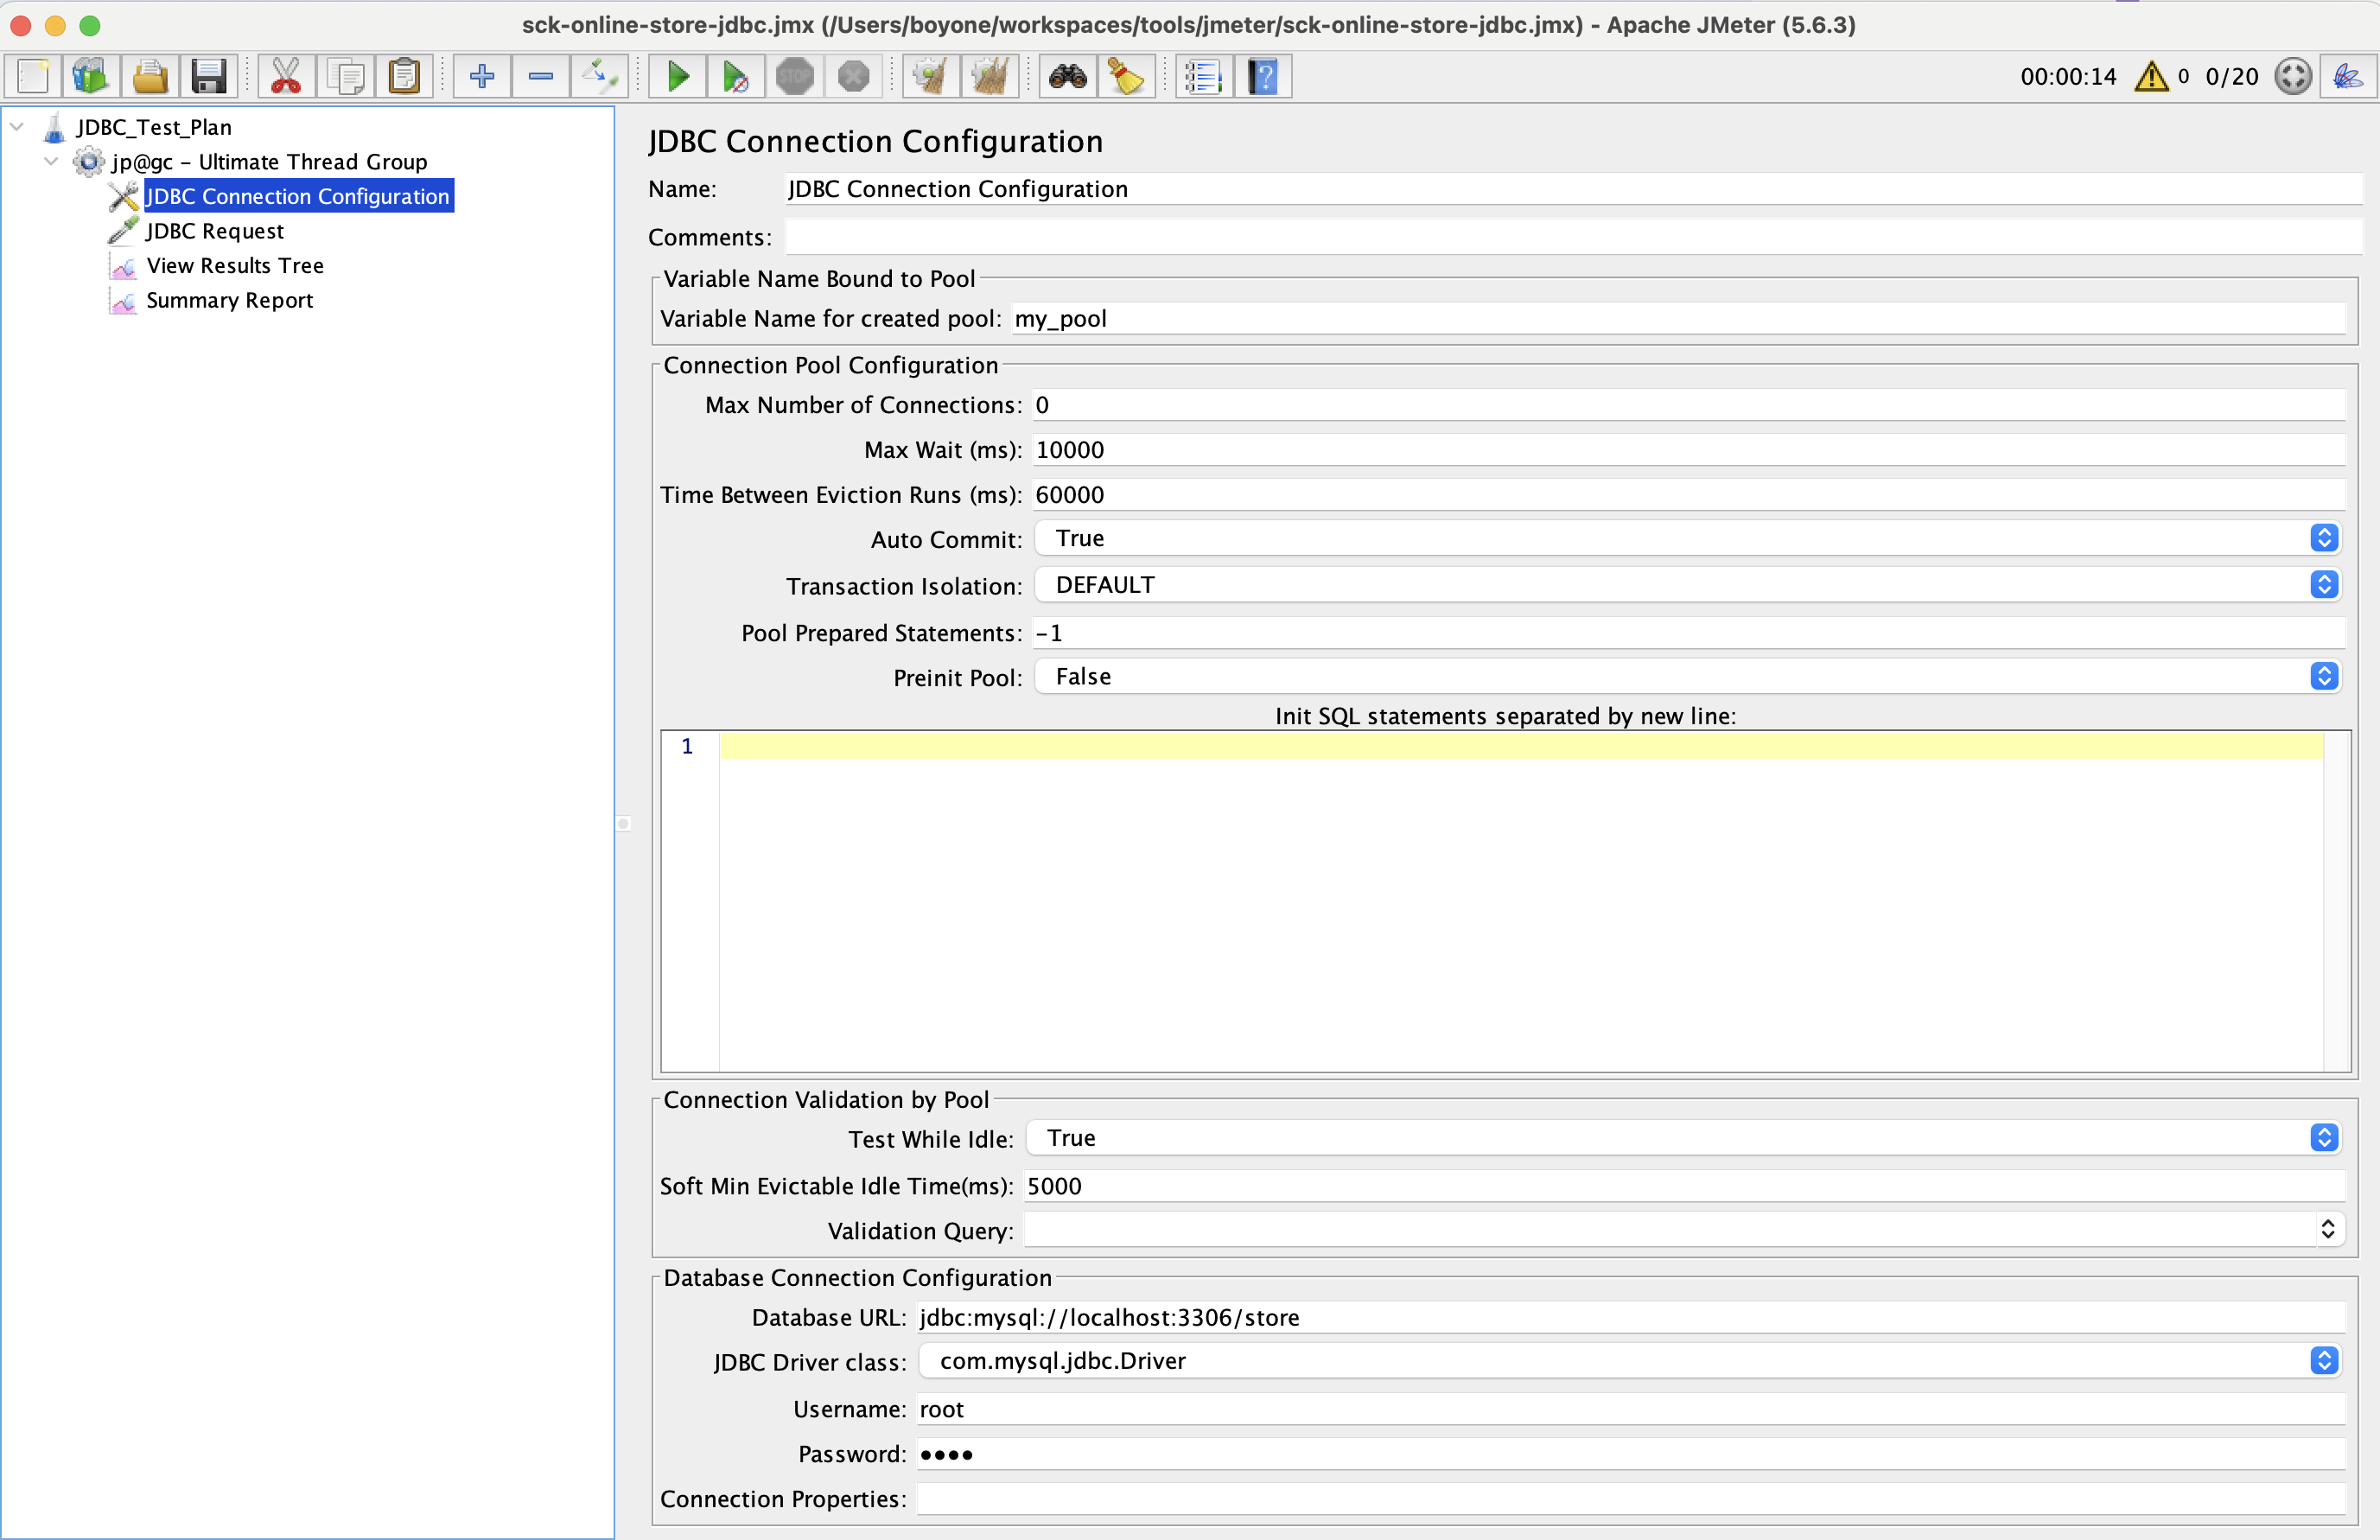 sck-online-store-jdbc.jmx (/Users/boyone/workspaces/tools/jmeter/sck-online-store-jdbc.jmx) - Apache JMeter (5.6.3)
STOP
00:00:14 0 0/20
JDBC_Test_Plan
jp@gc - Ultimate Thread Group
JDBC Connection Configuration
JDBC Request
View Results Tree
Summary Report
JDBC Connection Configuration
Name: JDBC Connection Configuration
Comments:
Variable Name Bound to Pool
Variable Name for created pool: my_pool
Connection Pool Configuration
Max Number of Connections: 0
Max Wait (ms): 10000
Time Between Eviction Runs (ms): 60000
Auto Commit: True
Transaction Isolation: DEFAULT
Pool Prepared Statements: -1
Preinit Pool: False
Init SQL statements separated by new line:
1
Connection Validation by Pool
Test While Idle: True
Soft Min Evictable Idle Time(ms): 5000
Validation Query:
Database Connection Configuration
Database URL: jdbc:mysql://localhost:3306/store
JDBC Driver class: com.mysql.jdbc.Driver
Username: root
Password: ••••
Connection Properties: